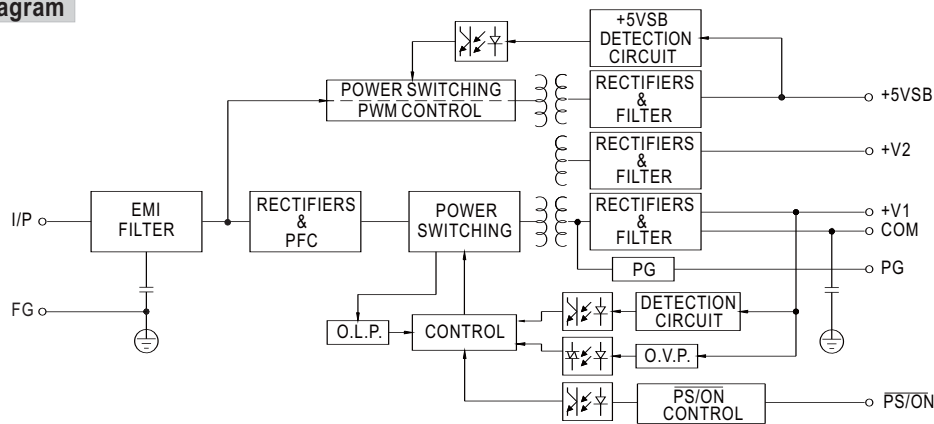 agram
+5VSB
DETECTION
CIRCUIT
POWER SWITCHING
PWM CONTROL
RECTIFIERS
&
FILTER
+5VSB
RECTIFIERS
&
FILTER
+V2
I/P
EMI
FILTER
RECTIFIERS
&
PFC
POWER
SWITCHING
RECTIFIERS
&
FILTER
+V1
COM
PG
PG
FG
O.L.P.
CONTROL
DETECTION
CIRCUIT
O.V.P.
PS/ON
CONTROL
PS/ON